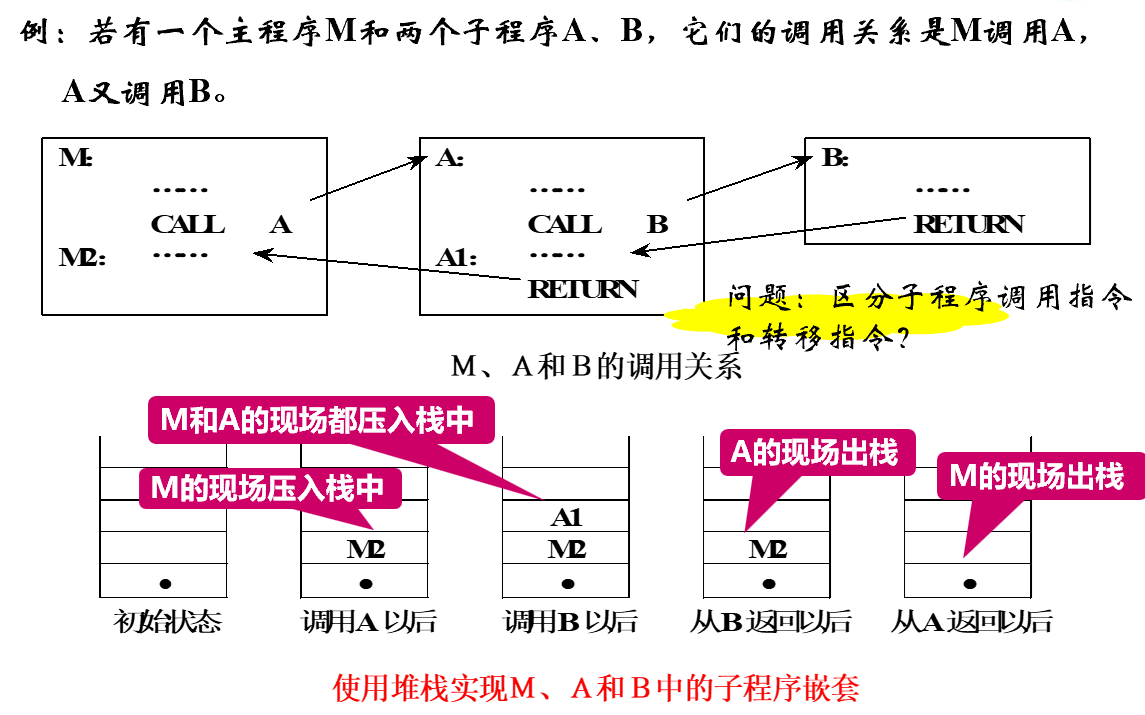 例：若有一个主程序M和两个子程序A、B，它们的调用关系是M调用A，
A又调用B。
M:
……
CALL A
M2: ……
A:
……
CALL B
A1: ……
RETURN
B:
……
RETURN
问题：区分子程序调用指令
和转移指令?
M、A和B的调用关系
M和A的现场都压入栈中
M的现场压入栈中
A的现场出栈
M的现场出栈
A1
M2
M2
M2
初始状态
调用A以后
调用B以后
从B返回以后
从A返回以后
使用堆栈实现M、A和B中的子程序嵌套